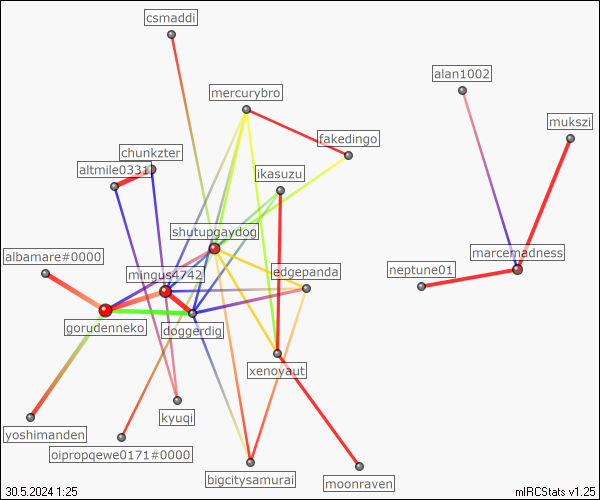 csmaddi
alan1002
mercurybro
mukszi
fakedingo
chunkzter
altmile0331
ikasuzu
shutupgaydog
marcemadness
albamare#0000
mingus4742
edgepanda
neptune01
gorudenneko
doggerdig
xenoyaut
kyuqi
yoshimanden
oipropqewe0171#0000
bigcitysamurai
moonraven
30.5.2024 1:25
mIRCStats v1.25